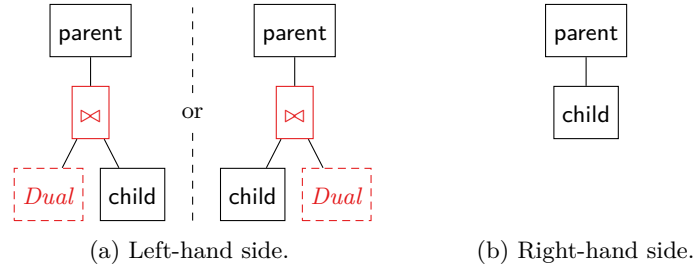 parent parent parent
⋈ or ⋈ child
Dual child child Dual
(a) Left-hand side. (b) Right-hand side.